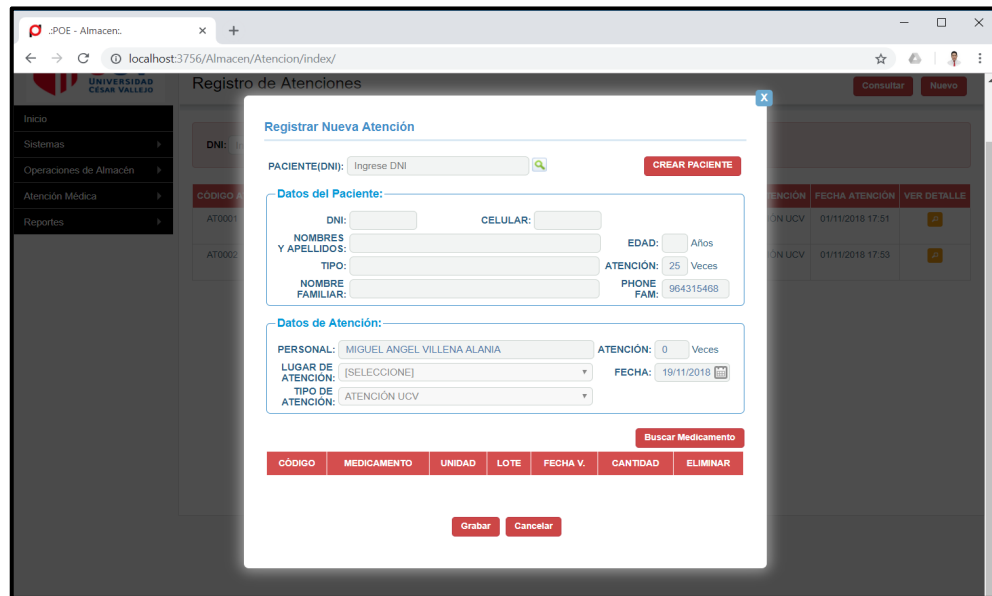 :POE - Almacen:.
localhost:3756/Almacen/Atencion/index/
UNIVERSIDAD
CÉSAR VALLEJO
Registro de Atenciones
Consultar Nuevo
Inicio
Sistemas
Operaciones de Almacén
Atención Médica
Reportes
DNI:
X
Registrar Nueva Atención
PACIENTE(DNI): Ingrese DNI
CREAR PACIENTE
Datos del Paciente:
DNI: CELULAR:
NOMBRES
Y APELLIDOS: EDAD: Años
TIPO: ATENCIÓN: 25 Veces
NOMBRE
FAMILIAR: PHONE
FAM: 964315468
Datos de Atención:
PERSONAL: MIGUEL ANGEL VILLENA ALANIA ATENCIÓN: 0 Veces
LUGAR DE
ATENCIÓN: [SELECCIONE] FECHA: 19/11/2018
TIPO DE
ATENCIÓN: ATENCIÓN UCV
Buscar Medicamento
CÓDIGO MEDICAMENTO UNIDAD LOTE FECHA V. CANTIDAD ELIMINAR
Grabar Cancelar
CÓDIGO FECHA ATENCIÓN VER DETALLE
AT0001 UCV 01/11/2018 17:51
AT0002 UCV 01/11/2018 17:53